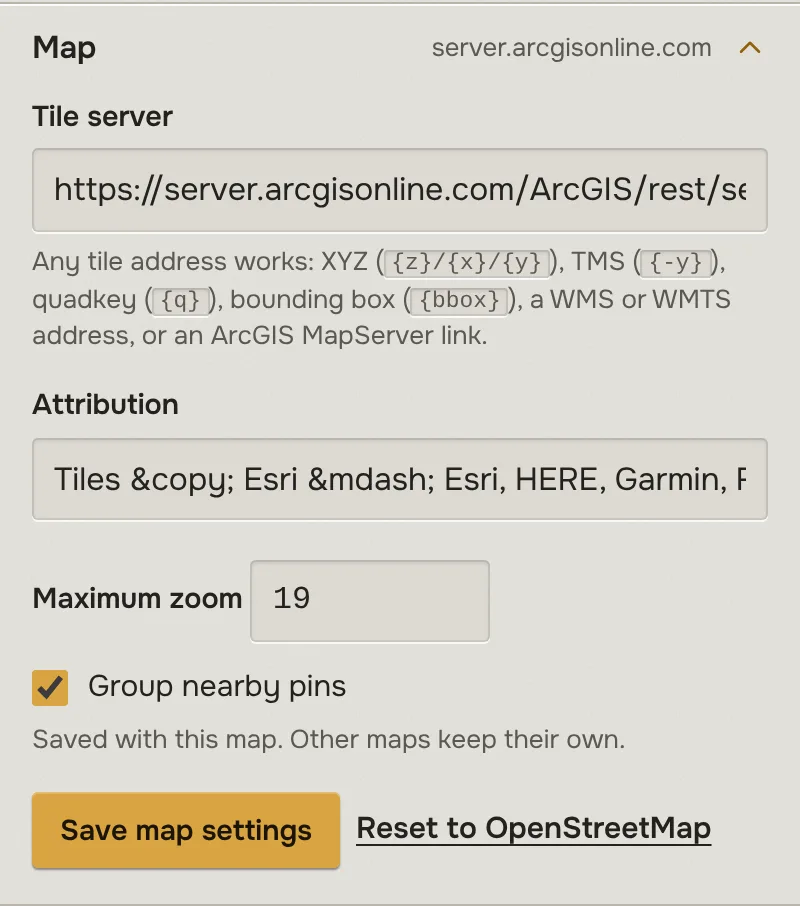 Map server.arcgisonline.com
Tile server
https://server.arcgisonline.com/ArcGIS/rest/se
Any tile address works: XYZ ({z}/{x}/{y}), TMS ({-y}),
quadkey ({q}), bounding box ({bbox}), a WMS or WMTS
address, or an ArcGIS MapServer link.
Attribution
Tiles &copy; Esri &mdash; Esri, HERE, Garmin, F
Maximum zoom 19
Group nearby pins
Saved with this map. Other maps keep their own.
Save map settings Reset to OpenStreetMap